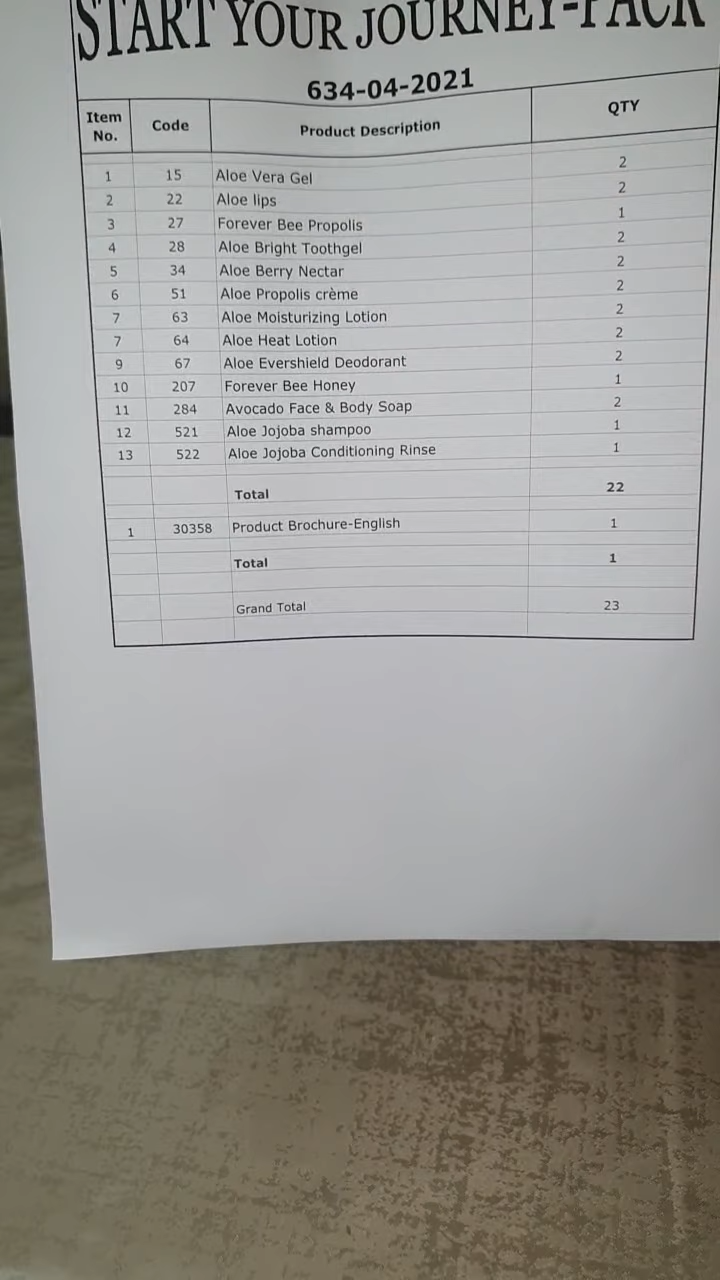 START YOUR JOURNEY-PACK
634-04-2021
Item No. Code Product Description QTY
1 15 Aloe Vera Gel 2
2 22 Aloe lips 2
3 27 Forever Bee Propolis 1
4 28 Aloe Bright Toothgel 2
5 34 Aloe Berry Nectar 2
6 51 Aloe Propolis crème 2
7 63 Aloe Moisturizing Lotion 2
7 64 Aloe Heat Lotion 2
9 67 Aloe Evershield Deodorant 2
10 207 Forever Bee Honey 1
11 284 Avocado Face & Body Soap 2
12 521 Aloe Jojoba shampoo 1
13 522 Aloe Jojoba Conditioning Rinse 1
Total 22
1 30358 Product Brochure-English 1
Total 1
Grand Total 23